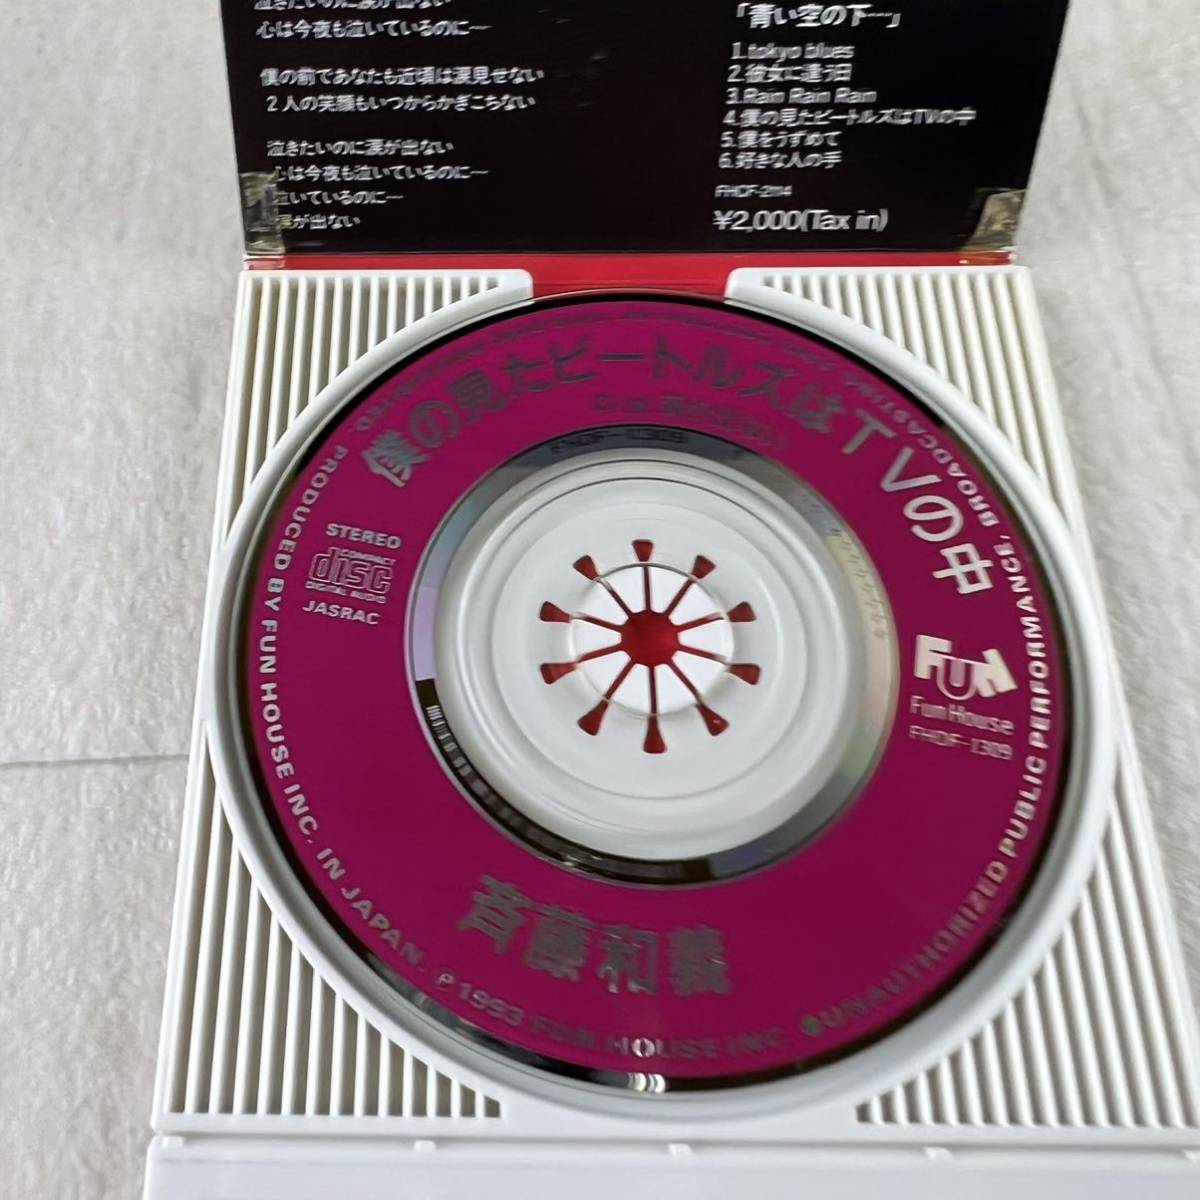 泣きたいのに涙が出ない
心は今夜も泣いているのに…
僕の前であなたも近頃は涙見せない
2人の笑顔もいつからかぎこちない
泣きたいのに涙が出ない
心は今夜も泣いているのに…
泣いているのに…
涙が出ない
「青い空の下…」
1.tokyo blues
2.彼女に逢う日
3.Rain Rain Rain
4.僕の見たビートルズはTVの中
5.僕をうずめて
6.好きな人の手
FHCF-2114
¥2,000(Tax in)
僕の見たビートルズはTVの中
FHDF-1309
STEREO
COMPACT
disc
DIGITAL AUDIO
JASRAC
FUN
Fun House
FHDF-1309
斉藤和義
PRODUCED BY FUN HOUSE INC. IN JAPAN. ℗1993 FUN HOUSE INC. ●UNAUTHORIZED PUBLIC PERFORMANCE, BROADCASTING